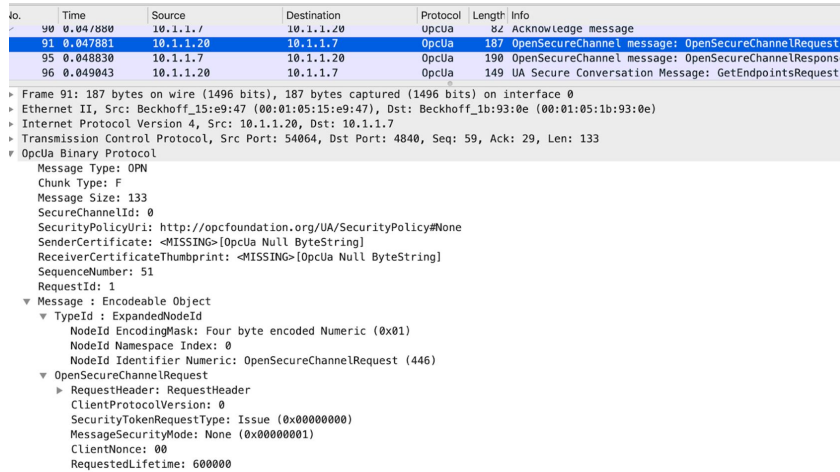 No. Time Source Destination Protocol Length Info
90 0.047880 10.1.1.7 10.1.1.20 OpcUa 82 Acknowledge message
91 0.047881 10.1.1.20 10.1.1.7 OpcUa 187 OpenSecureChannel message: OpenSecureChannelRequest
95 0.048830 10.1.1.7 10.1.1.20 OpcUa 190 OpenSecureChannel message: OpenSecureChannelRespons
96 0.049043 10.1.1.20 10.1.1.7 OpcUa 149 UA Secure Conversation Message: GetEndpointsRequest
Frame 91: 187 bytes on wire (1496 bits), 187 bytes captured (1496 bits) on interface 0
Ethernet II, Src: Beckhoff_15:e9:47 (00:01:05:15:e9:47), Dst: Beckhoff_1b:93:0e (00:01:05:1b:93:0e)
Internet Protocol Version 4, Src: 10.1.1.20, Dst: 10.1.1.7
Transmission Control Protocol, Src Port: 54064, Dst Port: 4840, Seq: 59, Ack: 29, Len: 133
OpcUa Binary Protocol
Message Type: OPN
Chunk Type: F
Message Size: 133
SecureChannelId: 0
SecurityPolicyUri: http://opcfoundation.org/UA/SecurityPolicy#None
SenderCertificate: <MISSING>[OpcUa Null ByteString]
ReceiverCertificateThumbprint: <MISSING>[OpcUa Null ByteString]
SequenceNumber: 51
RequestId: 1
Message : Encodeable Object
TypeId : ExpandedNodeId
NodeId EncodingMask: Four byte encoded Numeric (0x01)
NodeId Namespace Index: 0
NodeId Identifier Numeric: OpenSecureChannelRequest (446)
OpenSecureChannelRequest
RequestHeader: RequestHeader
ClientProtocolVersion: 0
SecurityTokenRequestType: Issue (0x00000000)
MessageSecurityMode: None (0x00000001)
ClientNonce: 00
RequestedLifetime: 600000